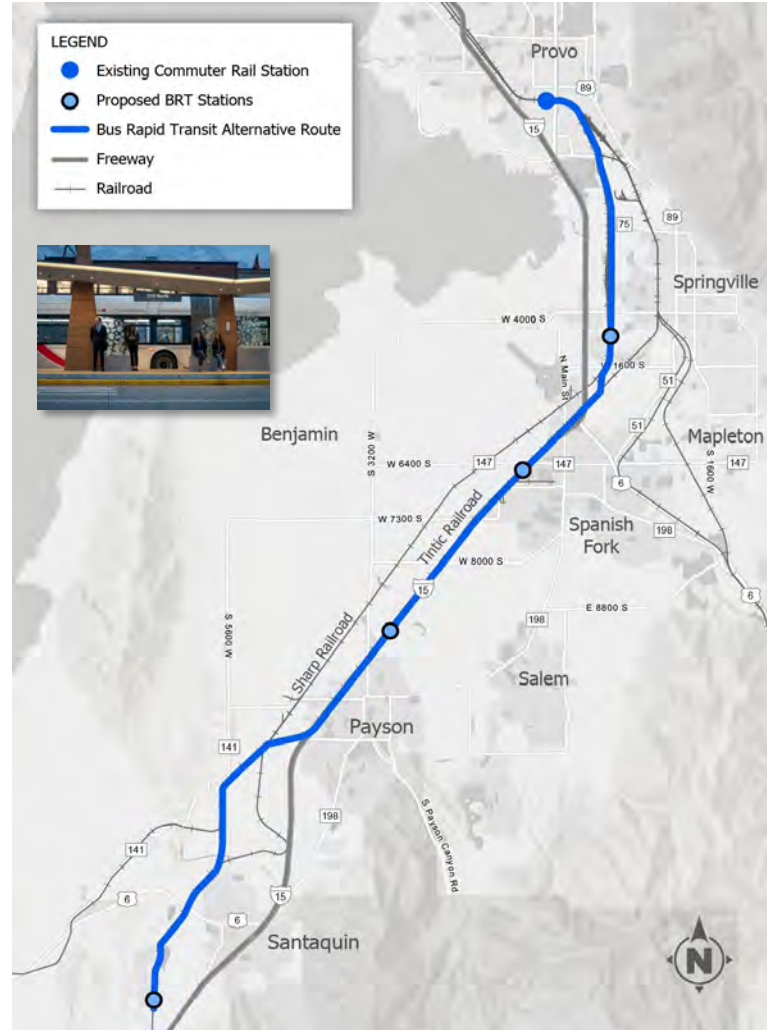 LEGEND
Existing Commuter Rail Station
Proposed BRT Stations
Bus Rapid Transit Alternative Route
Freeway
Railroad
Provo
89
15
75
89
Springville
W 4000 S
N Main St
1600 S
51
Benjamin
S 3200 W
Mapleton
51
S 1600 W
W 6400 S
147
147
147
6
Tintic Railroad
W 7300 S
Spanish
Fork
198
W 8000 S
15
6
S 5600 W
E 8800 S
198
Sharp Railroad
Salem
Payson
141
198
S Payson Canyon Rd
141
15
6
6
Santaquin
N